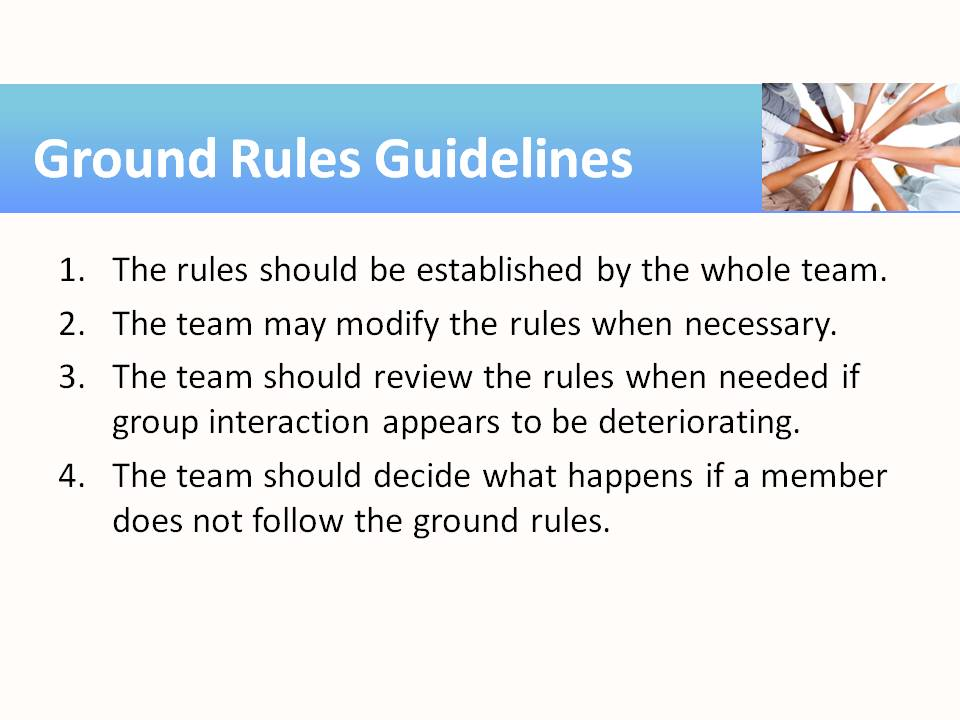 Ground Rules Guidelines
1. The rules should be established by the whole team.
2. The team may modify the rules when necessary.
3. The team should review the rules when needed if
group interaction appears to be deteriorating.
4. The team should decide what happens if a member
does not follow the ground rules.